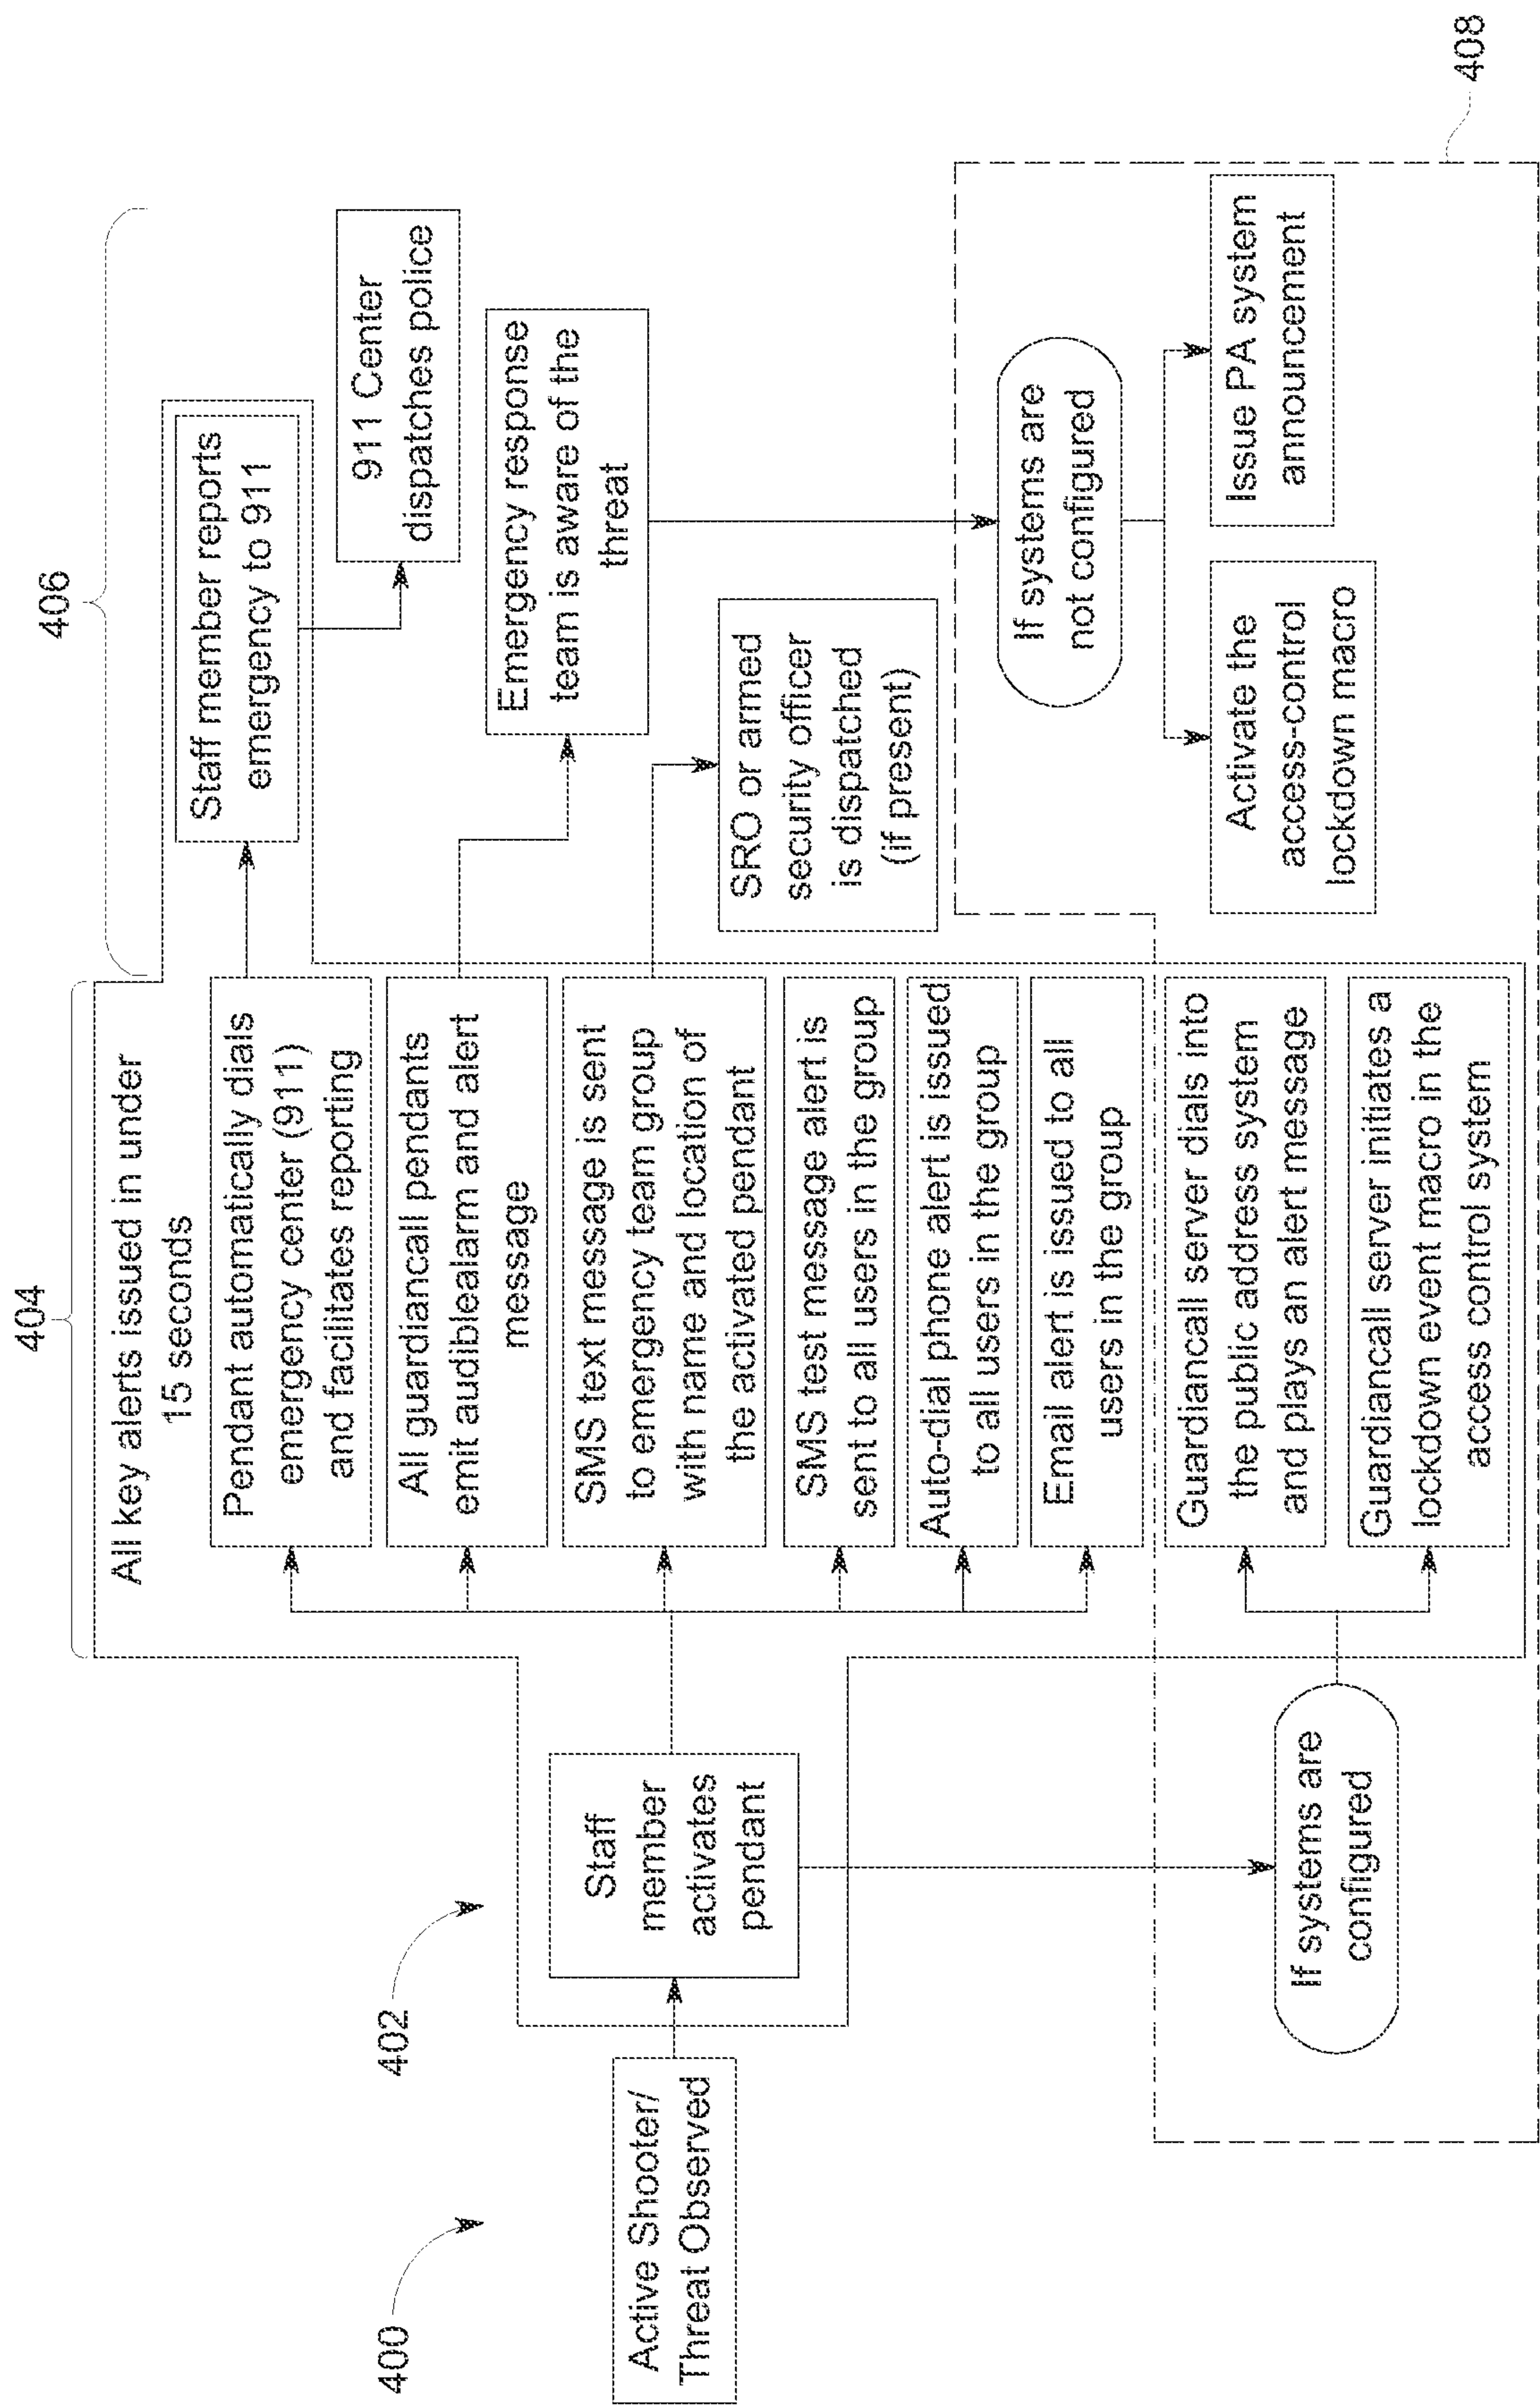 400
402
404
406
408
Active Shooter/
Threat Observed
Staff
member
activates
pendant
If systems are
configured
All key alerts issued in under
15 seconds
Pendant automatically dials
emergency center (911)
and facilitates reporting
All guardiancall pendants
emit audiblealarm and alert
message
SMS text message is sent
to emergency team group
with name and location of
the activated pendant
SMS test message alert is
sent to all users in the group
Auto-dial phone alert is issued
to all users in the group
Email alert is issued to all
users in the group
Guardiancall server dials into
the public address system
and plays an alert message
Guardiancall server initiates a
lockdown event macro in the
access control system
Staff member reports
emergency to 911
911 Center
dispatches police
Emergency response
team is aware of the
threat
SRO or armed
security officer
is dispatched
(if present)
If systems are
not configured
Activate the
access-control
lockdown macro
Issue PA system
announcement